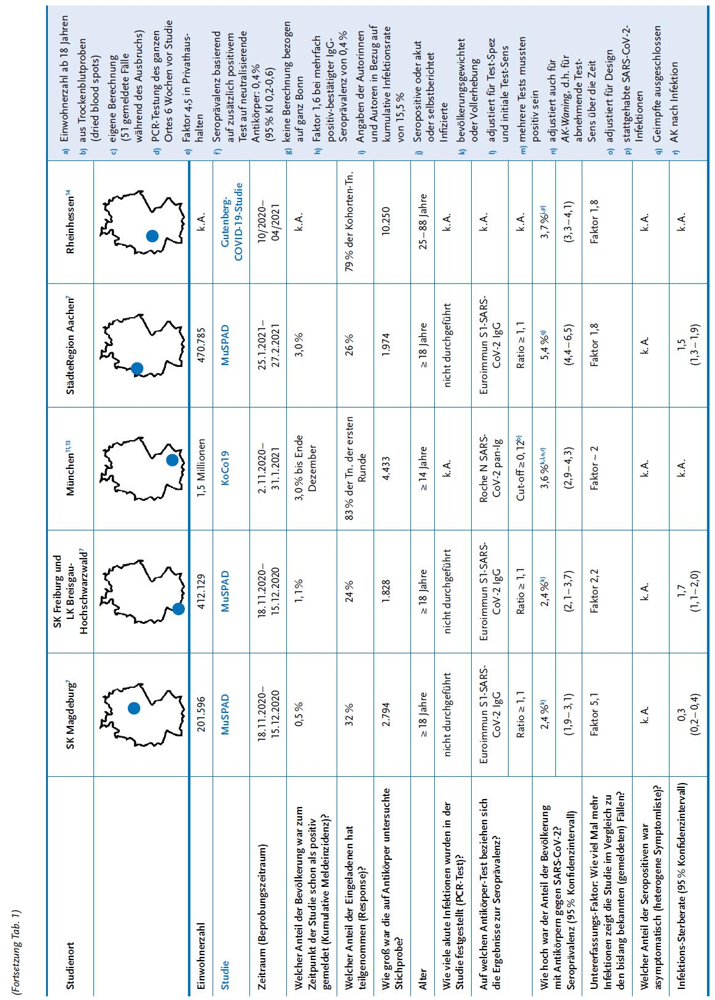 (Fortsetzung Tab. 1)
Studienort
SK Magdeburg⁷
SK Freiburg und
LK Breisgau-
Hochschwarzwald⁷
München¹¹,¹³
StädteRegion Aachen⁷
Rheinhessen¹⁴
Einwohnerzahl
201.596
412.129
1,5 Millionen
470.785
k.A.
Studie
MuSPAD
MuSPAD
KoCo19
MuSPAD
Gutenberg-
COVID-19-Studie
Zeitraum (Beprobungszeitraum)
18.11.2020–
15.12.2020
18.11.2020–
15.12.2020
2.11.2020–
31.1.2021
25.1.2021–
27.2.2021
10/2020–
04/2021
Welcher Anteil der Bevölkerung war zum
Zeitpunkt der Studie schon als positiv
gemeldet (Kumulative Meldeinzidenz)?
0,5 %
1,1 %
3,0 % bis Ende
Dezember
3,0 %
k.A.
Welcher Anteil der Eingeladenen hat
teilgenommen (Response)?
32 %
24 %
83 % der Tn. der ersten
Runde
26 %
79 % der Kohorten-Tn.
Wie groß war die auf Antikörper untersuchte
Stichprobe?
2.794
1.828
4.433
1.974
10.250
Alter
≥ 18 Jahre
≥ 18 Jahre
≥ 14 Jahre
≥ 18 Jahre
25–88 Jahre
Wie viele akute Infektionen wurden in der
Studie festgestellt (PCR-Test)?
nicht durchgeführt
nicht durchgeführt
k.A.
nicht durchgeführt
k.A.
Auf welchen Antikörper-Test beziehen sich
die Ergebnisse zur Seroprävalenz?
Euroimmun S1-SARS-
CoV-2 IgG
Euroimmun S1-SARS-
CoV-2 IgG
Roche N SARS-
CoV-2 pan-Ig
Euroimmun S1-SARS-
CoV-2 IgG
k.A.
Ratio ≥ 1,1
Ratio ≥ 1,1
Cut-off ≥ 0,12ᵇ⁾
Ratio ≥ 1,1
k.A.
Wie hoch war der Anteil der Bevölkerung
mit Antikörpern gegen SARS-CoV-2?
Seroprävalenz (95 % Konfidenzintervall)
2,4 %ᵏ⁾
2,4 %ᵏ⁾
3,6 %ᵏ,ˡ,ᵒ,ʳ⁾
5,4 %q)
3,7 %ʲ,ᵖ⁾
(1,9–3,1)
(2,1–3,7)
(2,9–4,3)
(4,4–6,5)
(3,3–4,1)
Untererfassungs-Faktor: Wie viel Mal mehr
Infektionen zeigt die Studie im Vergleich zu
den bislang bekannten (gemeldeten) Fällen?
Faktor 5,1
Faktor 2,2
Faktor ~ 2
Faktor 1,8
Faktor 1,8
Welcher Anteil der Seropositiven war
asymptomatisch (heterogene Symptomliste)?
k.A.
k.A.
k.A.
k.A.
k.A.
Infektions-Sterberate (95 % Konfidenzintervall)
0,3
(0,2–0,4)
1,7
(1,1–2,0)
k.A.
1,5
(1,3–1,9)
k.A.
a) Einwohnerzahl ab 18 Jahren
b) aus Trockenblutproben
(dried blood spots)
c) eigene Berechnung
(51 gemeldete Fälle
während des Ausbruchs)
d) PCR-Testung des ganzen
Ortes 6 Wochen vor Studie
e) Faktor 4,5 in Privathaus-
halten
f) Seroprävalenz basierend
auf zusätzlich positivem
Test auf neutralisierende
Antikörper: 0,4 %
(95 % KI 0,2-0,6)
g) keine Berechnung bezogen
auf ganz Bonn
h) Faktor 1,6 bei mehrfach
positiv-bestätigter IgG-
Seroprävalenz von 0,4 %
i) Angaben der Autorinnen
und Autoren in Bezug auf
kumulative Infektionsrate
von 15,5 %
j) Seropositive oder akut
oder selbstberichtet
Infizierte
k) bevölkerungsgewichtet
oder Vollerhebung
l) adjustiert für Test-Spez
und initiale Test-Sens
m) mehrere Tests mussten
positiv sein
n) adjustiert auch für
AK-Waning, d.h. für
abnehmende Test-
Sens über die Zeit
o) adjustiert für Design
p) stattgehabte SARS-CoV-2-
Infektionen
q) Geimpfte ausgeschlossen
r) AK nach Infektion